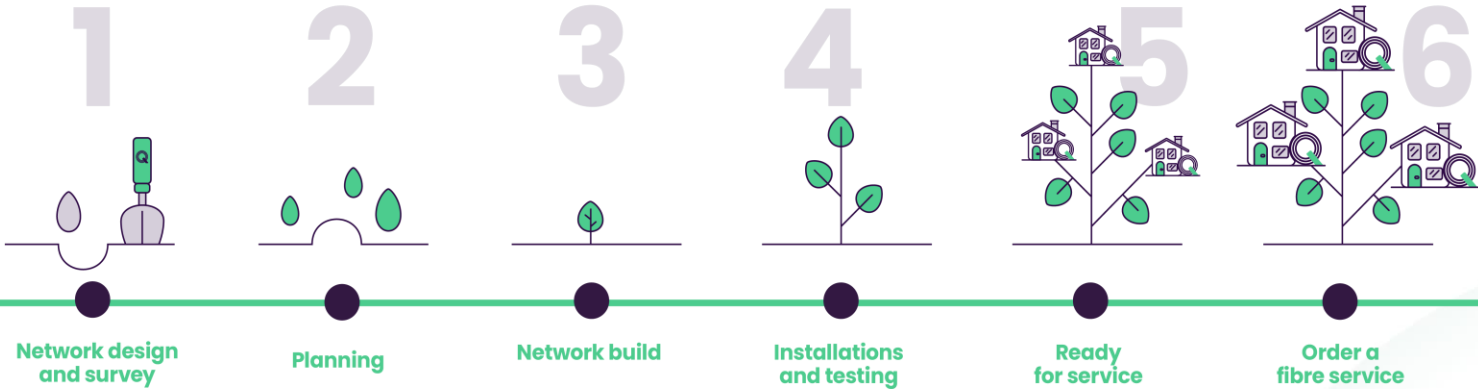 1
2
3
4
5
6
Q
Network design
and survey
Planning
Network build
Installations
and testing
Ready
for service
Order a
fibre service